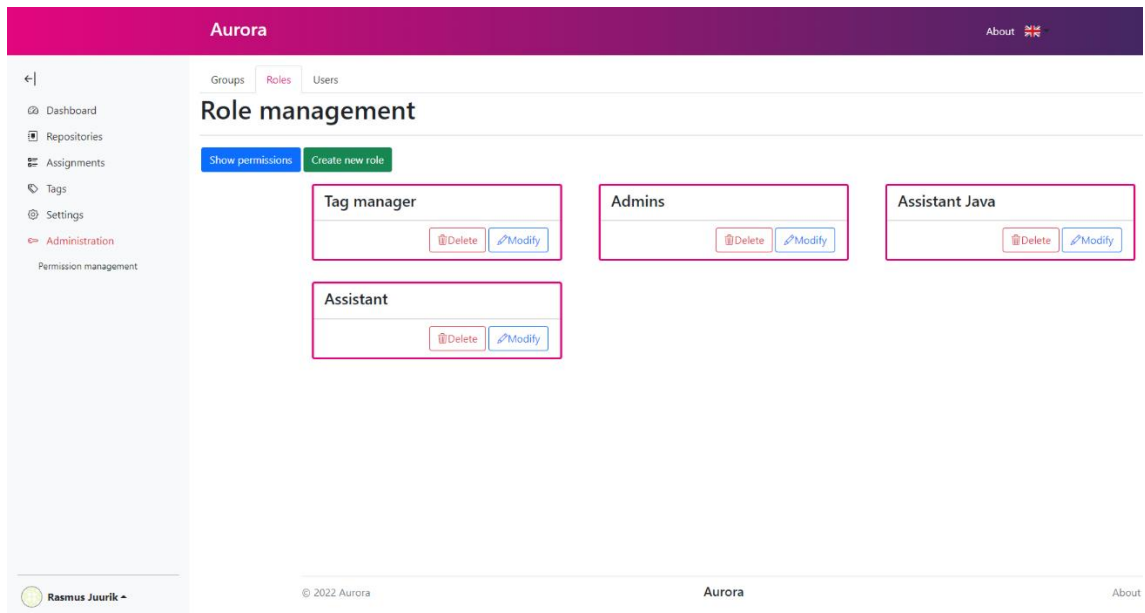 Aurora
About
Groups Roles Users
Dashboard
Repositories
Assignments
Tags
Settings
Administration
Permission management
Role management
Show permissions Create new role
Tag manager
Delete Modify
Admins
Delete Modify
Assistant Java
Delete Modify
Assistant
Delete Modify
Rasmus Juurik
© 2022 Aurora
Aurora
About